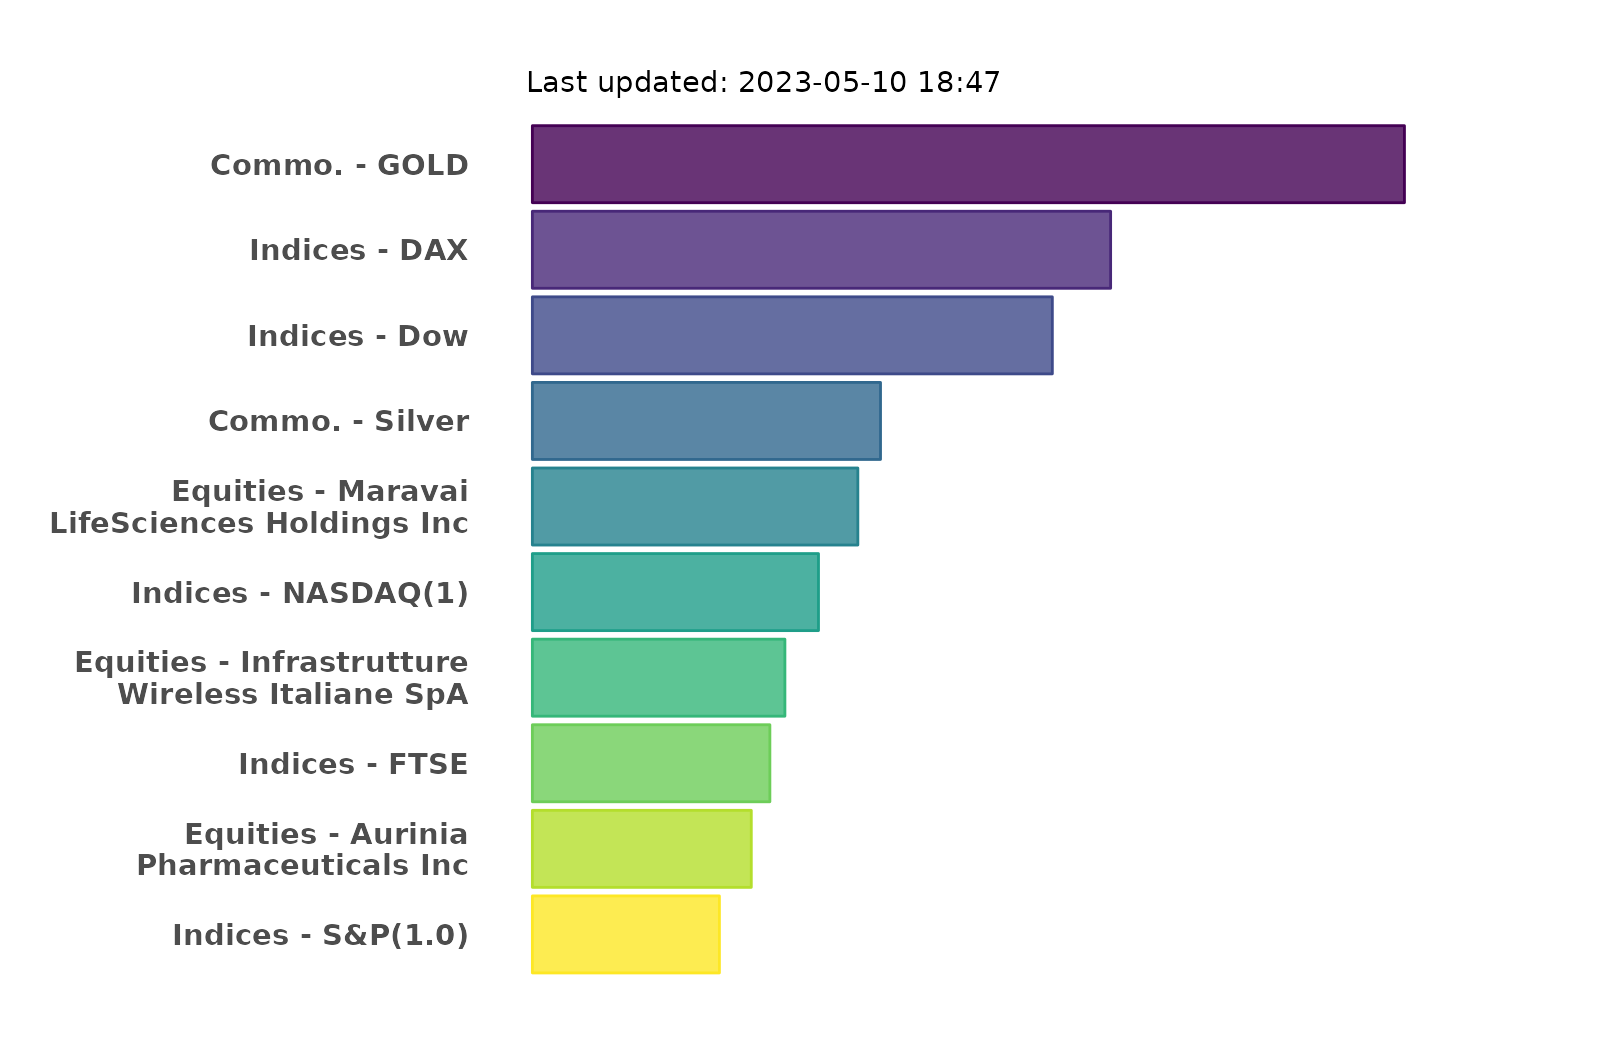 Last updated: 2023-05-10 18:47
Commo. - GOLD
Indices - DAX
Indices - Dow
Commo. - Silver
Equities - Maravai
LifeSciences Holdings Inc
Indices - NASDAQ(1)
Equities - Infrastrutture
Wireless Italiane SpA
Indices - FTSE
Equities - Aurinia
Pharmaceuticals Inc
Indices - S&P(1.0)